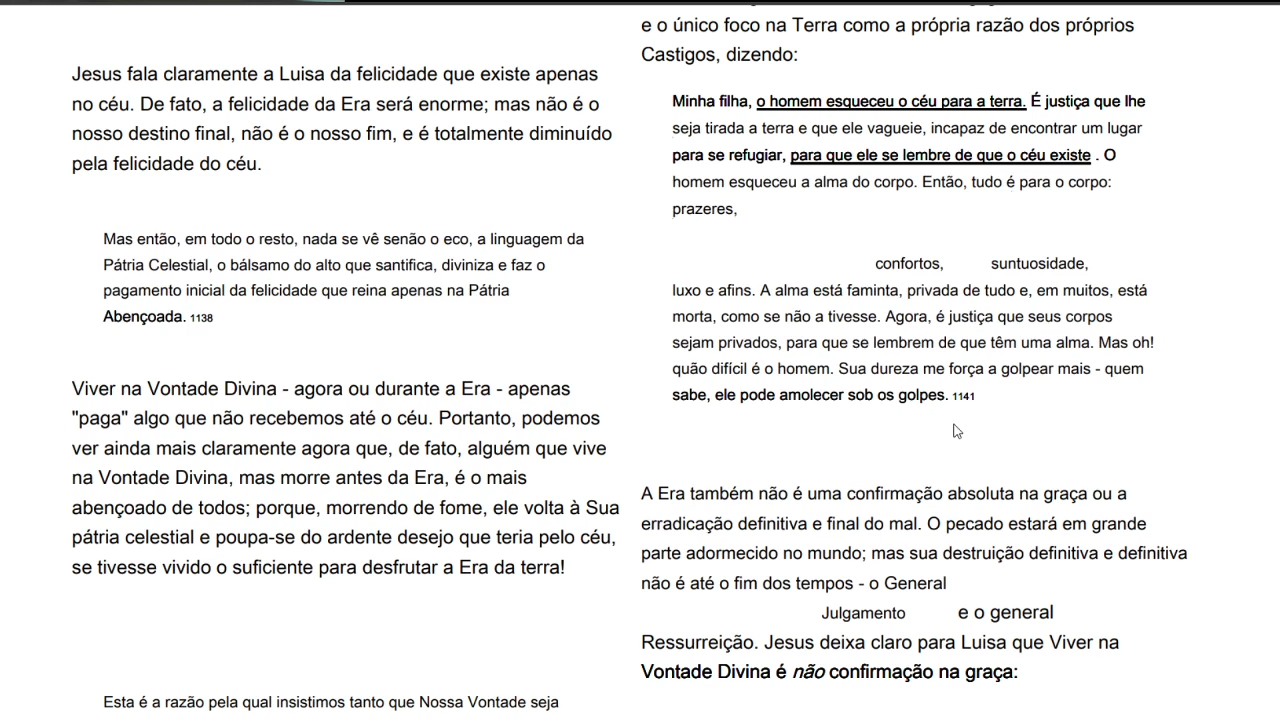 Jesus fala claramente a Luisa da felicidade que existe apenas
no céu. De fato, a felicidade da Era será enorme; mas não é o
nosso destino final, não é o nosso fim, e é totalmente diminuído
pela felicidade do céu.
Mas então, em todo o resto, nada se vê senão o eco, a linguagem da
Pátria Celestial, o bálsamo do alto que santifica, diviniza e faz o
pagamento inicial da felicidade que reina apenas na Pátria
Abençoada. 1138
Viver na Vontade Divina - agora ou durante a Era - apenas
"paga" algo que não recebemos até o céu. Portanto, podemos
ver ainda mais claramente agora que, de fato, alguém que vive
na Vontade Divina, mas morre antes da Era, é o mais
abençoado de todos; porque, morrendo de fome, ele volta à Sua
pátria celestial e poupa-se do ardente desejo que teria pelo céu,
se tivesse vivido o suficiente para desfrutar a Era da terra!
Esta é a razão pela qual insistimos tanto que Nossa Vontade seja
e o único foco na Terra como a própria razão dos próprios
Castigos, dizendo:
Minha filha, o homem esqueceu o céu para a terra. É justiça que lhe
seja tirada a terra e que ele vagueie, incapaz de encontrar um lugar
para se refugiar, para que ele se lembre de que o céu existe . O
homem esqueceu a alma do corpo. Então, tudo é para o corpo:
prazeres,
confortos, suntuosidade,
luxo e afins. A alma está faminta, privada de tudo e, em muitos, está
morta, como se não a tivesse. Agora, é justiça que seus corpos
sejam privados, para que se lembrem de que têm uma alma. Mas oh!
quão difícil é o homem. Sua dureza me força a golpear mais - quem
sabe, ele pode amolecer sob os golpes. 1141
A Era também não é uma confirmação absoluta na graça ou a
erradicação definitiva e final do mal. O pecado estará em grande
parte adormecido no mundo; mas sua destruição definitiva e definitiva
não é até o fim dos tempos - o General
Julgamento e o general
Ressurreição. Jesus deixa claro para Luisa que Viver na
Vontade Divina é não confirmação na graça: